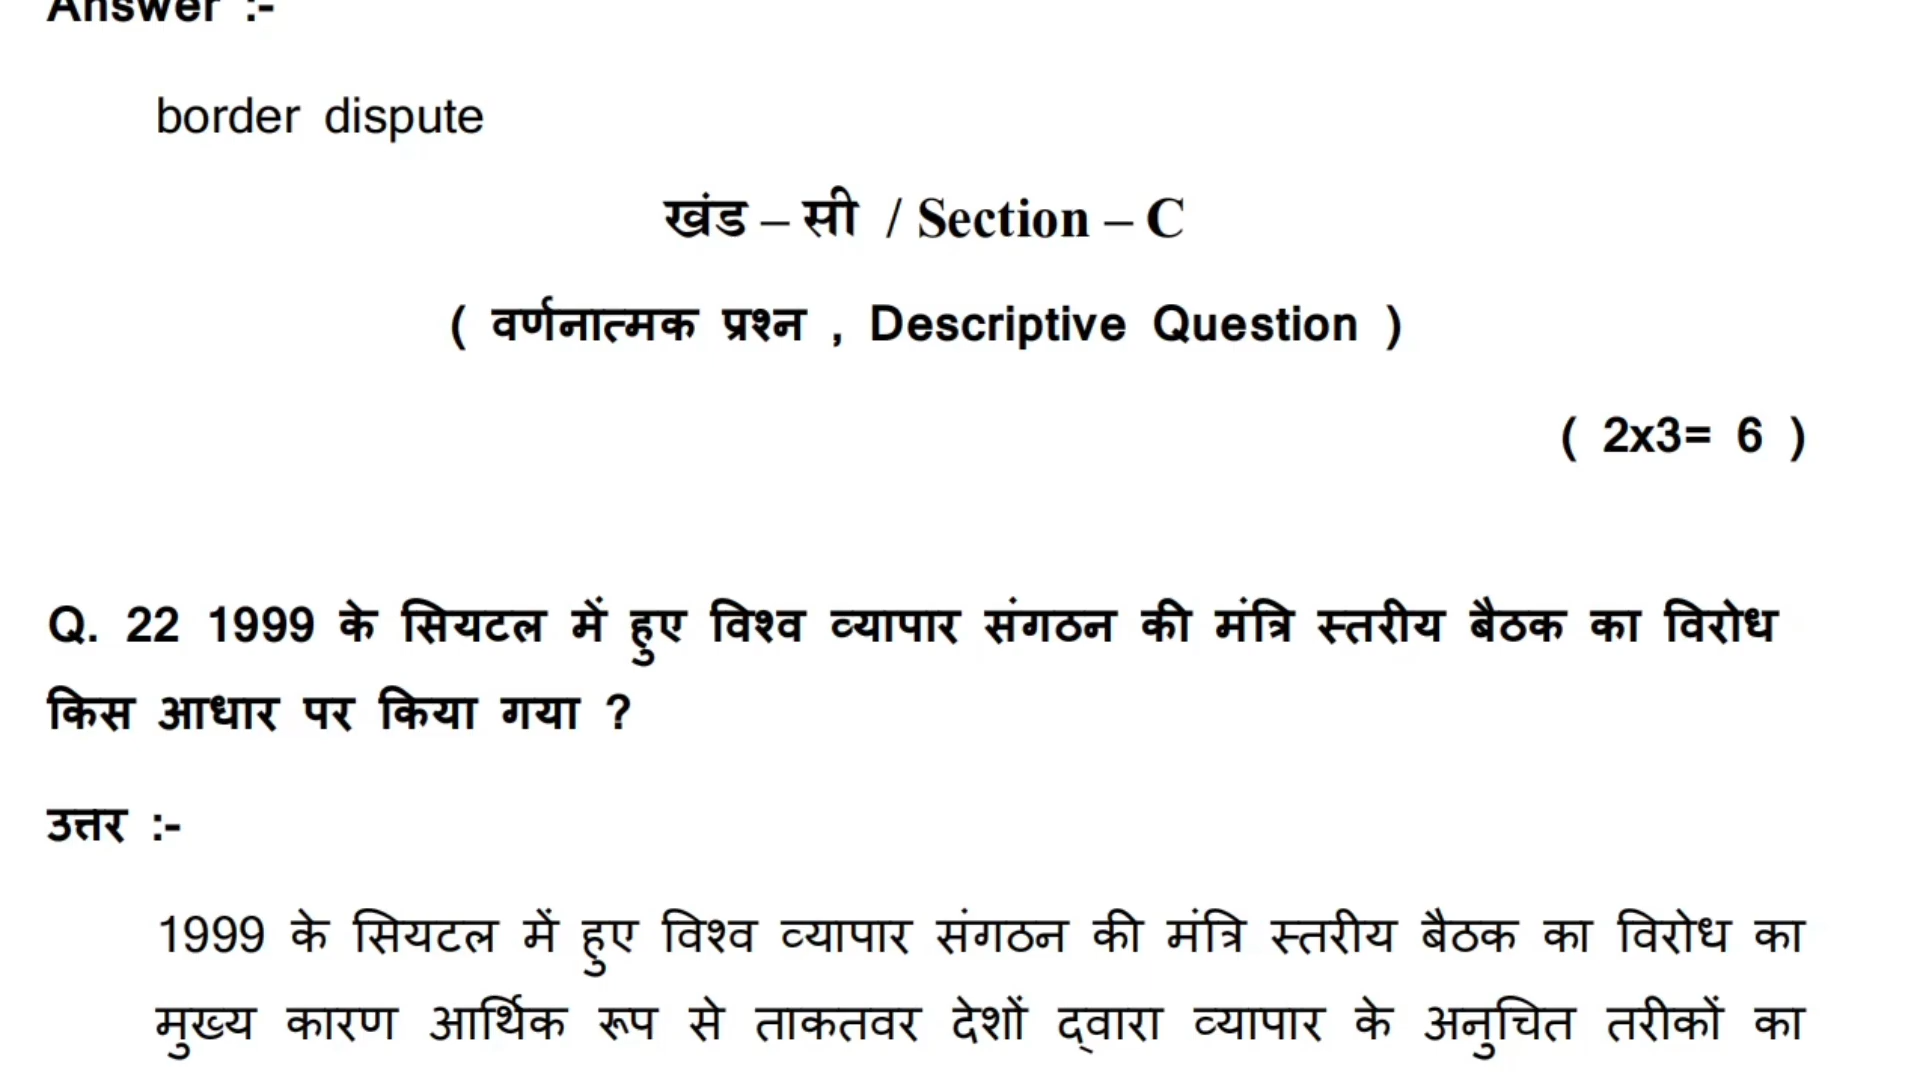 Answer :-
border dispute
खंड – सी / Section – C
( वर्णनात्मक प्रश्न , Descriptive Question )
( 2x3= 6 )
Q. 22 1999 के सियटल में हुए विश्व व्यापार संगठन की मंत्रि स्तरीय बैठक का विरोध
किस आधार पर किया गया ?
उत्तर :-
1999 के सियटल में हुए विश्व व्यापार संगठन की मंत्रि स्तरीय बैठक का विरोध का
मुख्य कारण आर्थिक रूप से ताकतवर देशों द्वारा व्यापार के अनुचित तरीकों का